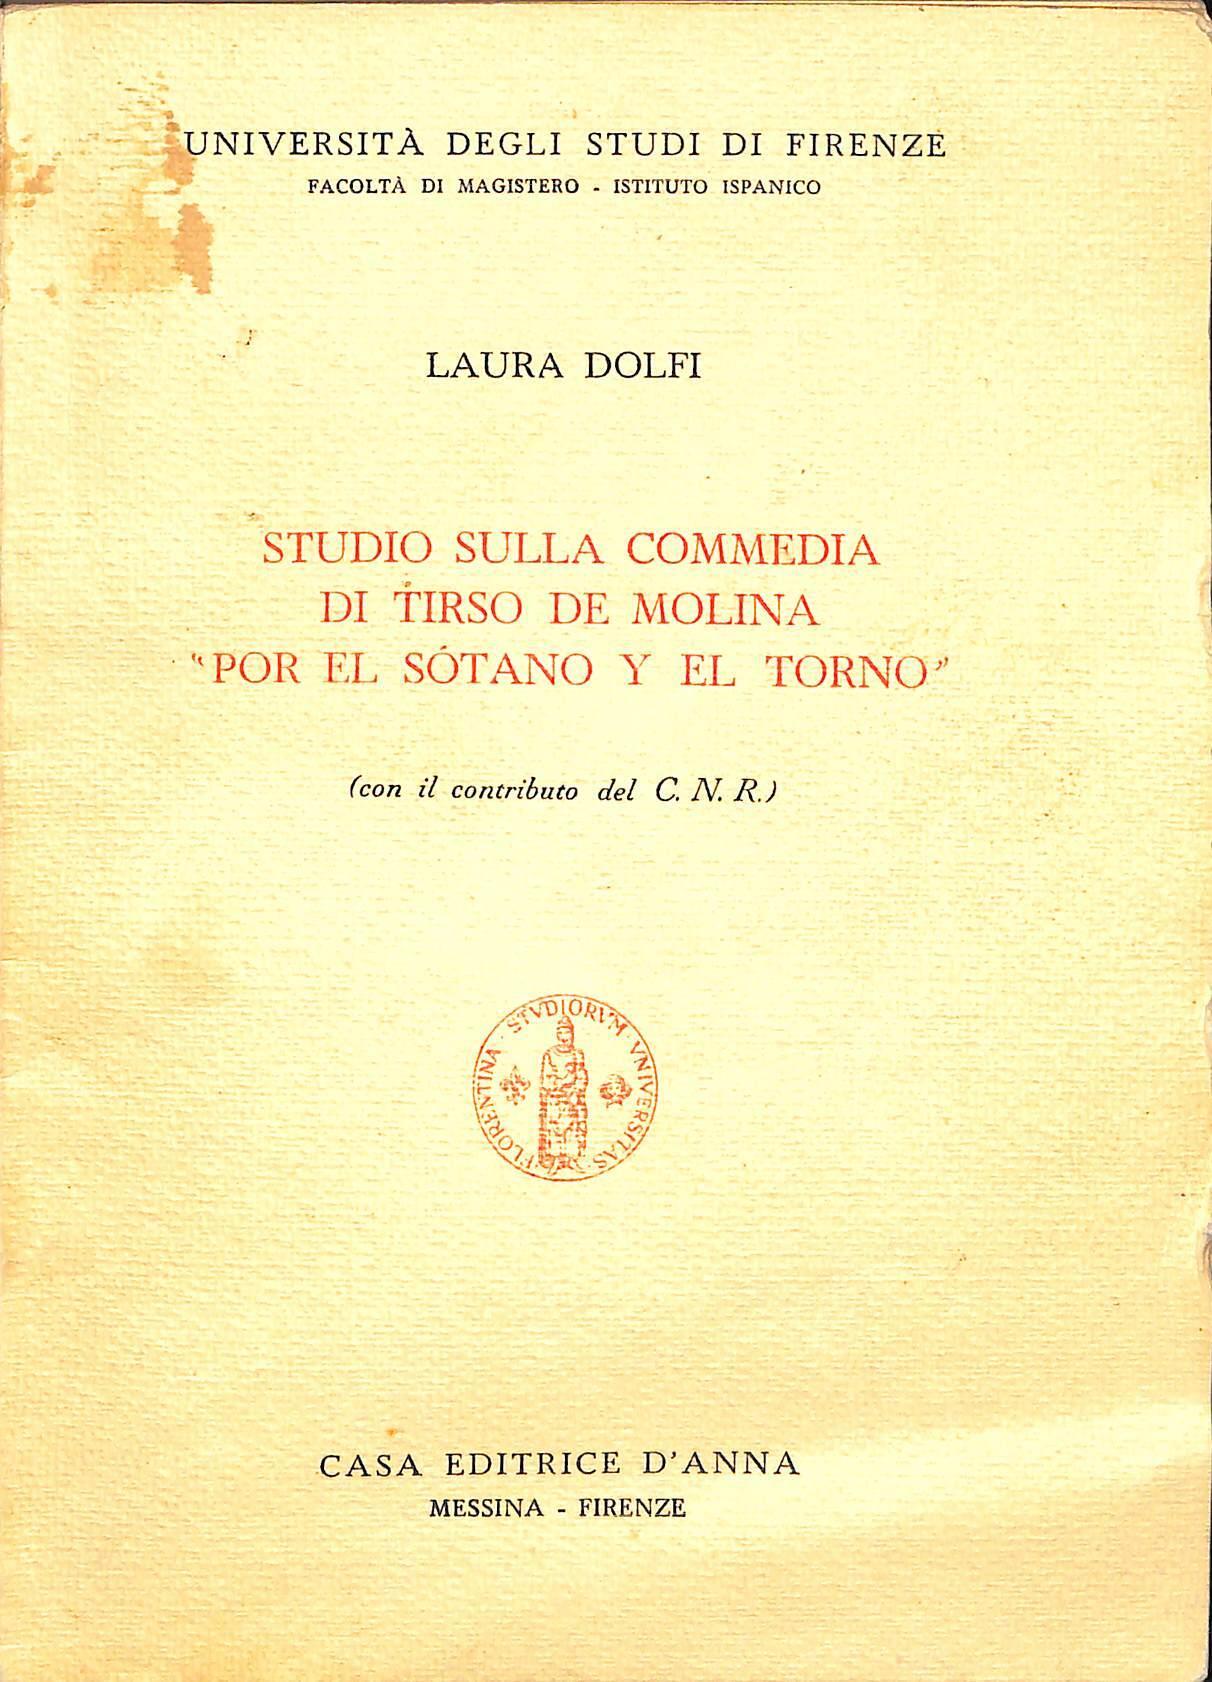 UNIVERSITÀ DEGLI STUDI DI FIRENZE
FACOLTÀ DI MAGISTERO - ISTITUTO ISPANICO
LAURA DOLFI
STUDIO SULLA COMMEDIA
DI TIRSO DE MOLINA
“POR EL SÓTANO Y EL TORNO”
(con il contributo del C. N. R.)
FLORENTINA · STVDIORVM · VNIVERSITAS ·
CASA EDITRICE D'ANNA
MESSINA - FIRENZE